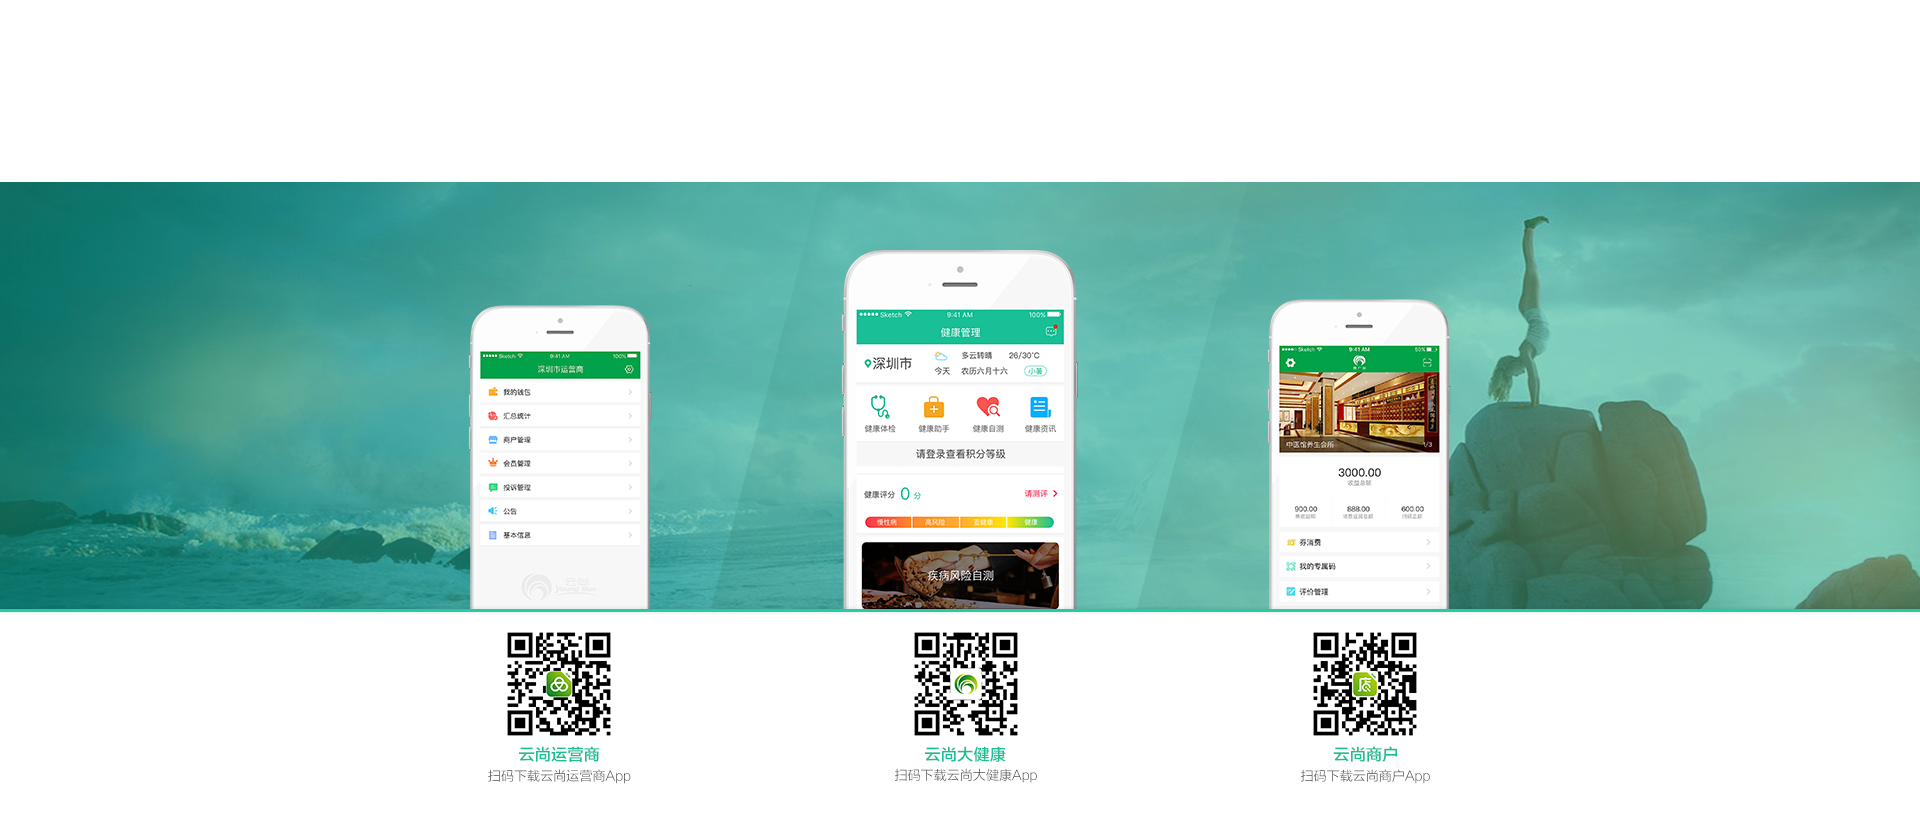 Sketch 9:41 AM 100%
深圳市运营商
我的钱包
汇总统计
商户管理
会员管理
投诉管理
公告
基本信息
云尚
Sketch 9:41 AM 100%
健康管理
深圳市
多云转晴 26/30°C
今天 农历六月十六 小暑
健康体检 健康助手 健康自测 健康资讯
请登录查看积分等级
健康评分 0 分 请测评
慢性病 高风险 亚健康 健康
疾病风险自测
Sketch 9:41 AM 50%
中医馆养生会所 1/3
3000.00
收益总额
900.00 888.00 600.00
券消费
我的专属码
评价管理
店
云尚运营商
扫码下载云尚运营商App
云尚大健康
扫码下载云尚大健康App
云尚商户
扫码下载云尚商户App